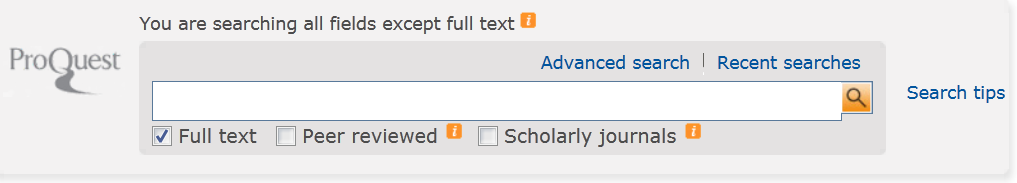 You are searching all fields except full text i
ProQuest
Advanced search | Recent searches
Search tips
Full text Peer reviewed i Scholarly journals i